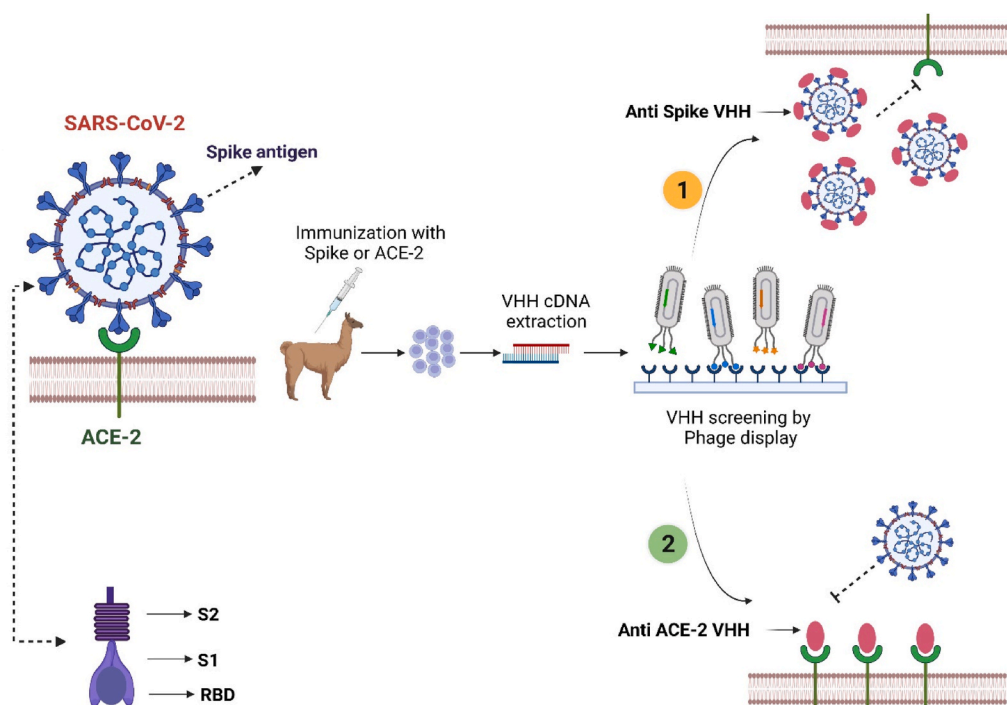 SARS-CoV-2
Spike antigen
ACE-2
S2
S1
RBD
Immunization with
Spike or ACE-2
VHH cDNA
extraction
VHH screening by
Phage display
1
Anti Spike VHH
2
Anti ACE-2 VHH